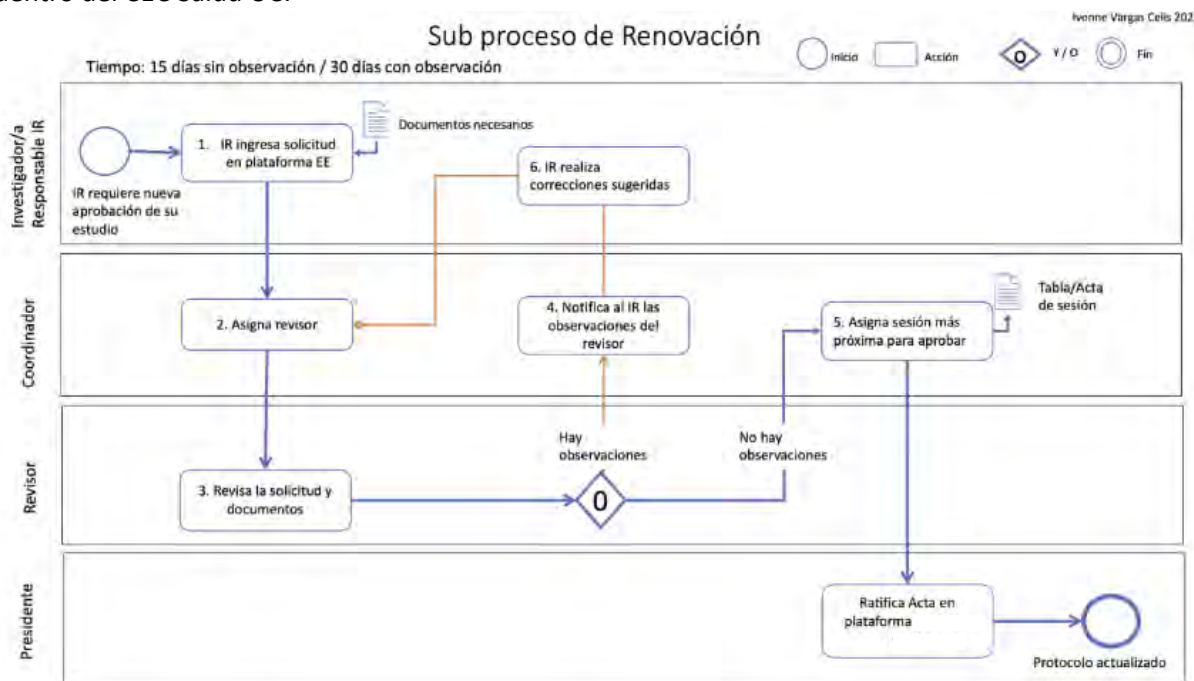 Ivonne Vargas Celis 202
Sub proceso de Renovación
Inicio
Acción
O
Y / O
Fin
Tiempo: 15 días sin observación / 30 días con observación
Investigador/a
Responsable IR
IR requiere nueva
aprobación de su
estudio
1. IR ingresa solicitud
en plataforma EE
Documentos necesarios
6. IR realiza
correcciones sugeridas
Coordinador
2. Asigna revisor
4. Notifica al IR las
observaciones del
revisor
5. Asigna sesión más
próxima para aprobar
Tabla/Acta
de sesión
Revisor
3. Revisa la solicitud y
documentos
Hay
observaciones
No hay
observaciones
O
Presidente
Ratifica Acta en
plataforma
Protocolo actualizado